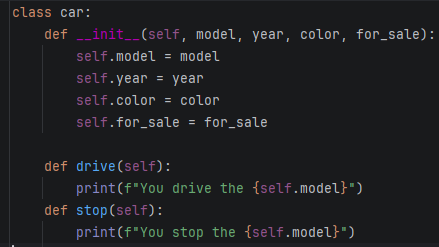 class car:
    def __init__(self, model, year, color, for_sale):
        self.model = model
        self.year = year
        self.color = color
        self.for_sale = for_sale

    def drive(self):
        print(f"You drive the {self.model}")
    def stop(self):
        print(f"You stop the {self.model}")